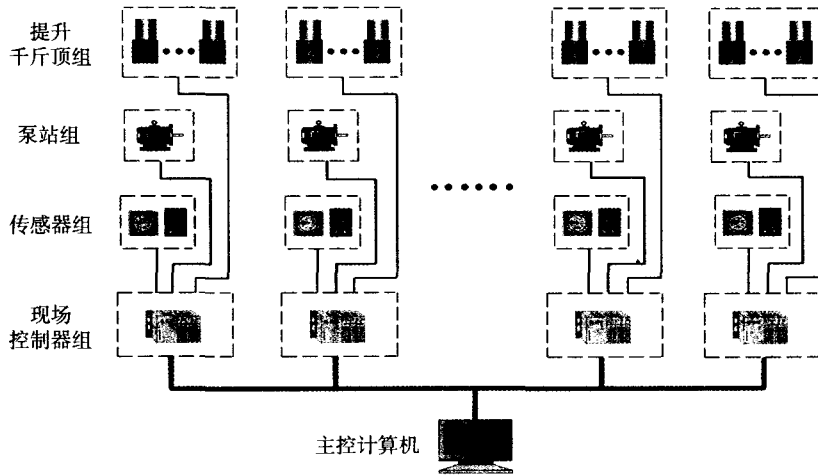 提升
千斤顶组
泵站组
传感器组
现场
控制器组
主控计算机